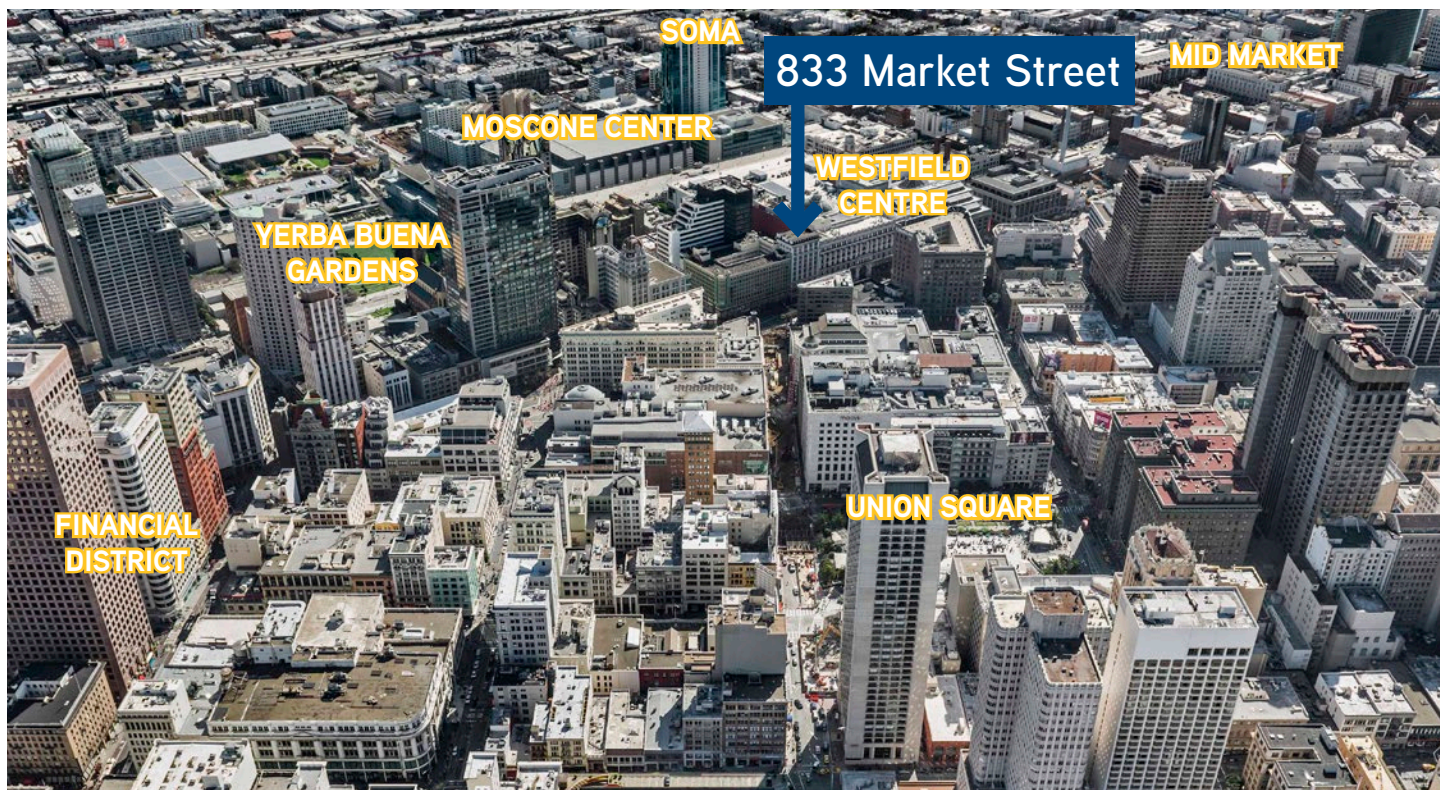 SOMA
833 Market Street
MID MARKET
MOSCONE CENTER
WESTFIELD
CENTRE
YERBA BUENA
GARDENS
UNION SQUARE
FINANCIAL
DISTRICT